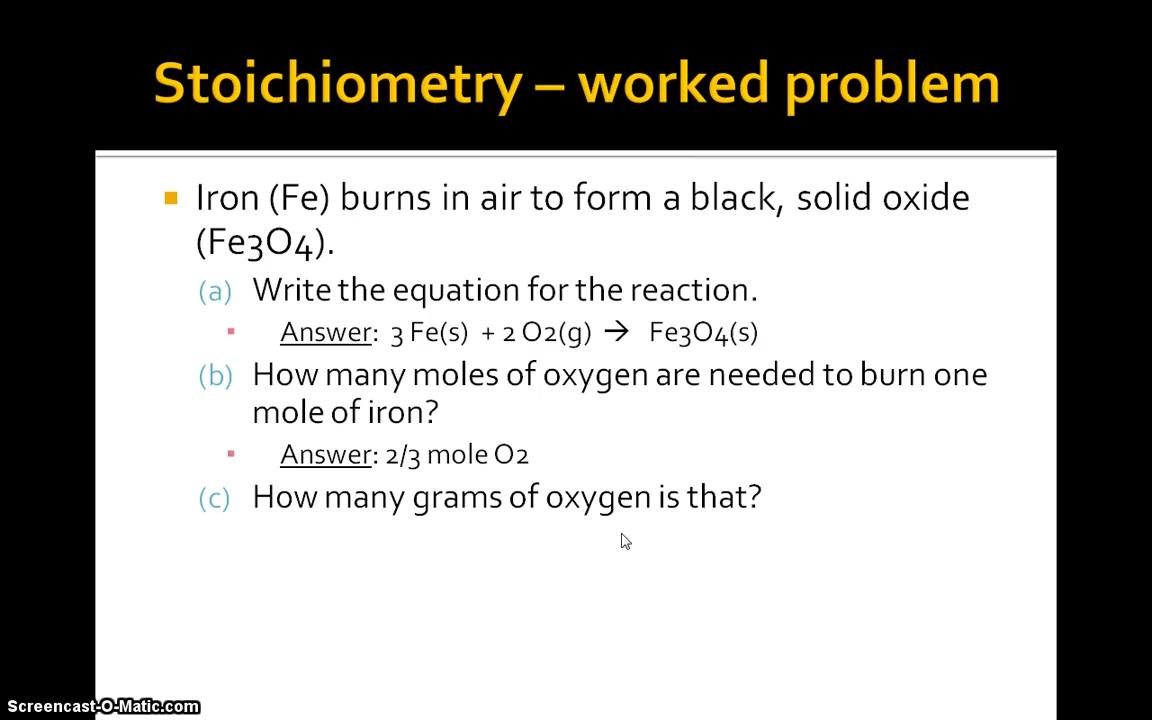 Stoichiometry – worked problem
Iron (Fe) burns in air to form a black, solid oxide
(Fe3O4).
(a) Write the equation for the reaction.
Answer: 3 Fe(s) + 2 O2(g) → Fe3O4(s)
(b) How many moles of oxygen are needed to burn one
mole of iron?
Answer: 2/3 mole O2
(c) How many grams of oxygen is that?
Screencast-O-Matic.com